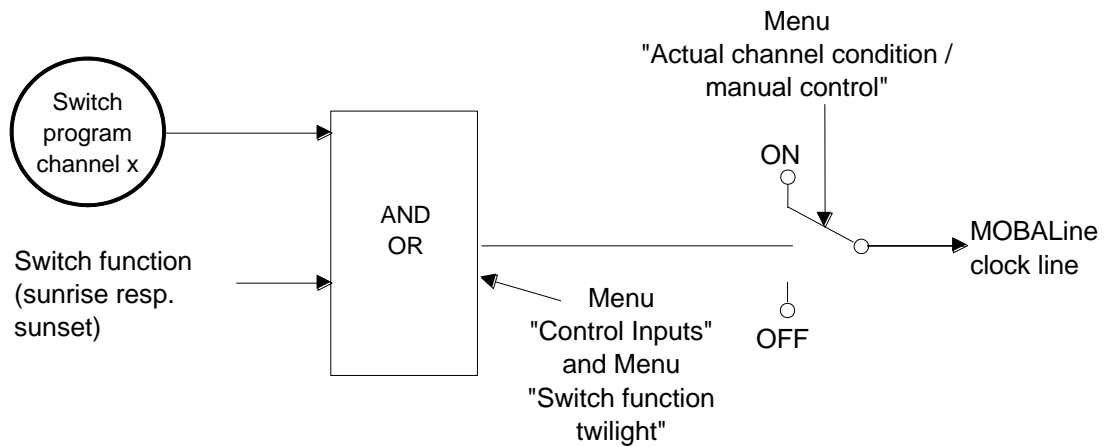 Menu
"Actual channel condition /
manual control"
Switch
program
channel x
ON
AND
OR
MOBALine
clock line
Switch function
(sunrise resp.
sunset)
Menu
"Control Inputs"
and Menu
"Switch function
twilight"
OFF